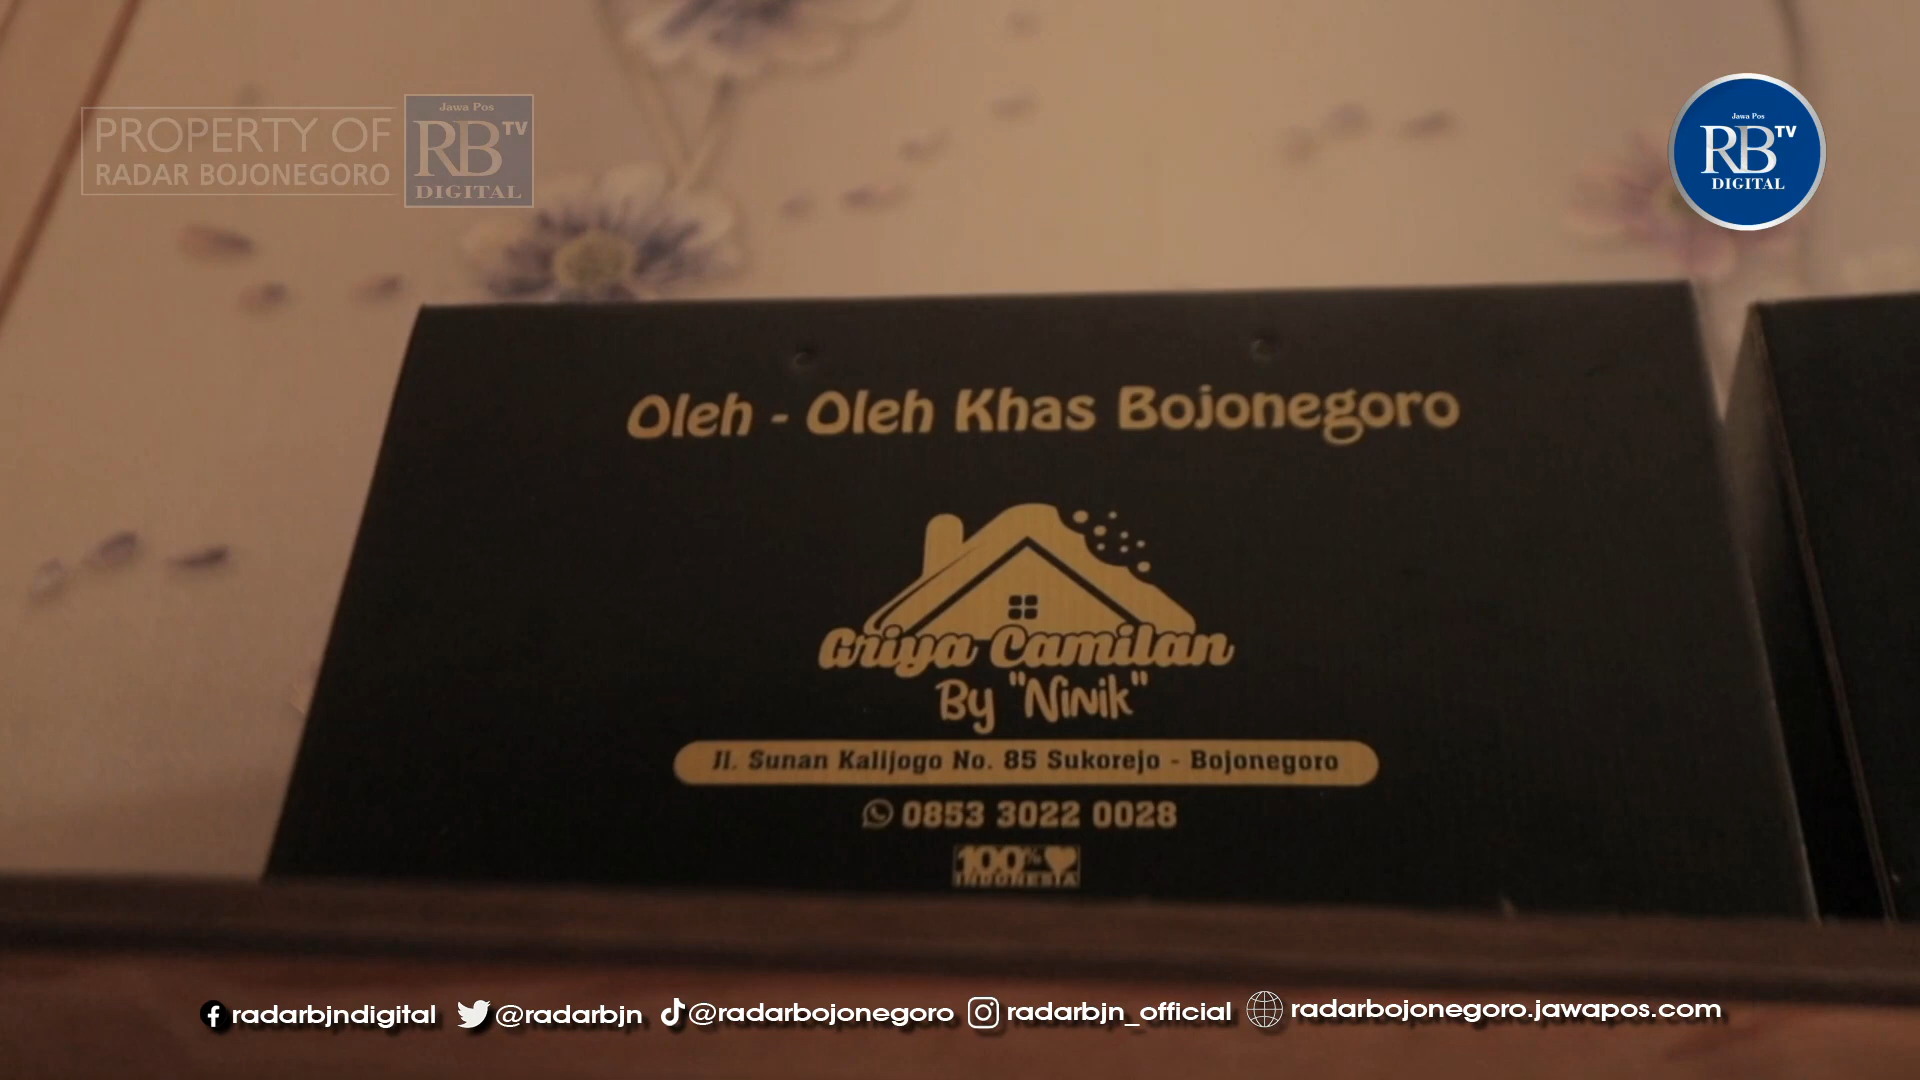 PROPERTY OF
RADAR BOJONEGORO
Jawa Pos
RB TV
DIGITAL
Jawa Pos
RB TV
DIGITAL
Oleh - Oleh Khas Bojonegoro
Griya Camilan
By "Ninik"
Jl. Sunan Kalijogo No. 85 Sukorejo - Bojonegoro
0853 3022 0028
100%
INDONESIA
radarbjndigital @radarbjn @radarbojonegoro radarbjn_official radarbojonegoro.jawapos.com